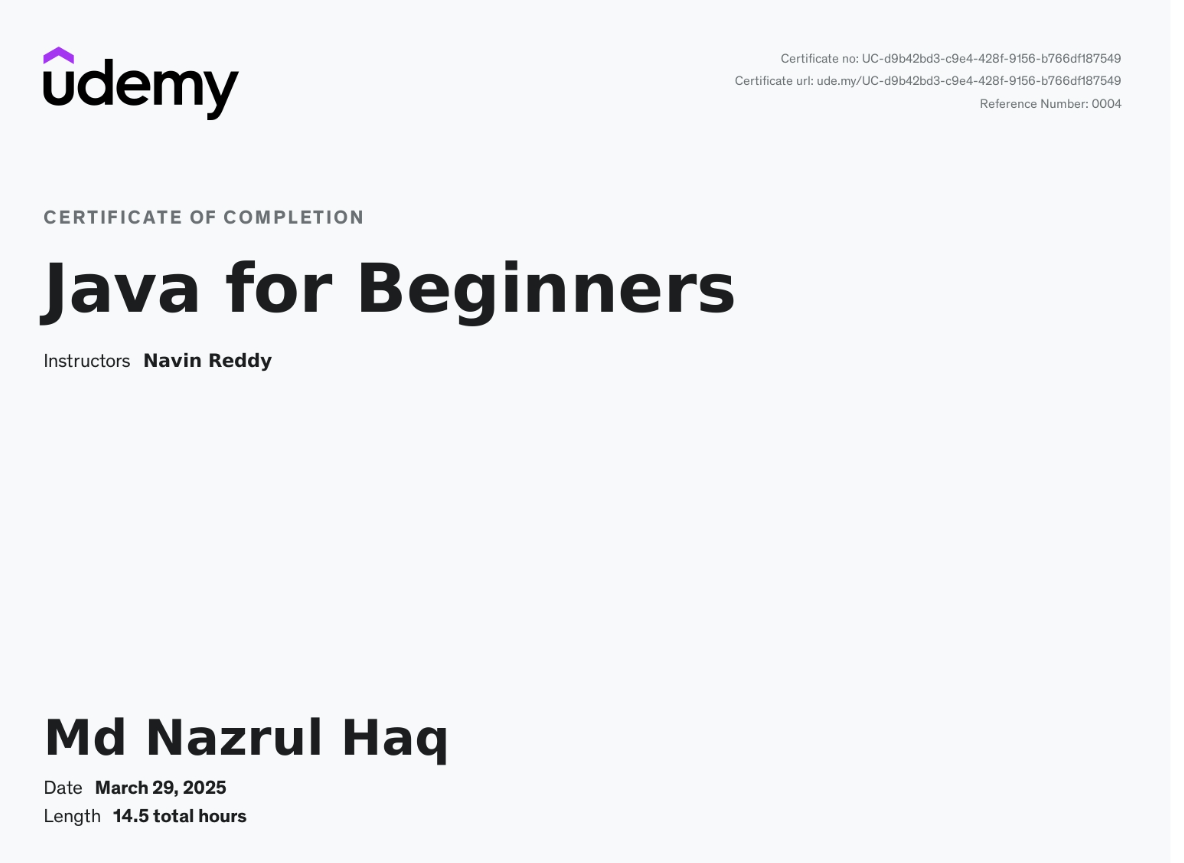 udemy
Certificate no: UC-d9b42bd3-c9e4-428f-9156-b766df187549
Certificate url: ude.my/UC-d9b42bd3-c9e4-428f-9156-b766df187549
Reference Number: 0004
CERTIFICATE OF COMPLETION
Java for Beginners
Instructors Navin Reddy
Md Nazrul Haq
Date March 29, 2025
Length 14.5 total hours